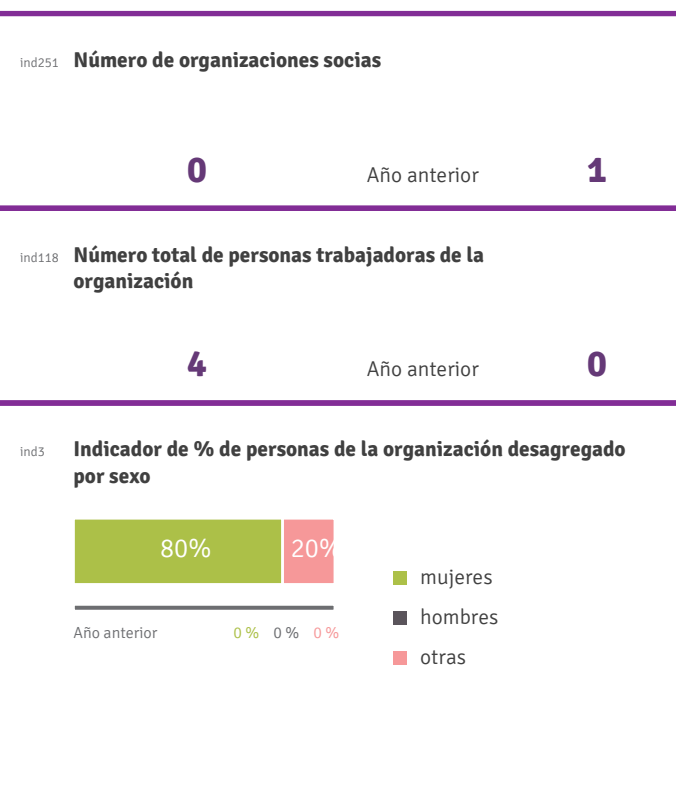 ind251 Número de organizaciones socias
0 Año anterior 1
ind118 Número total de personas trabajadoras de la
organización
4 Año anterior 0
ind3 Indicador de % de personas de la organización desagregado
por sexo
80% 20%
mujeres
hombres
Año anterior 0 % 0 % 0 %
otras